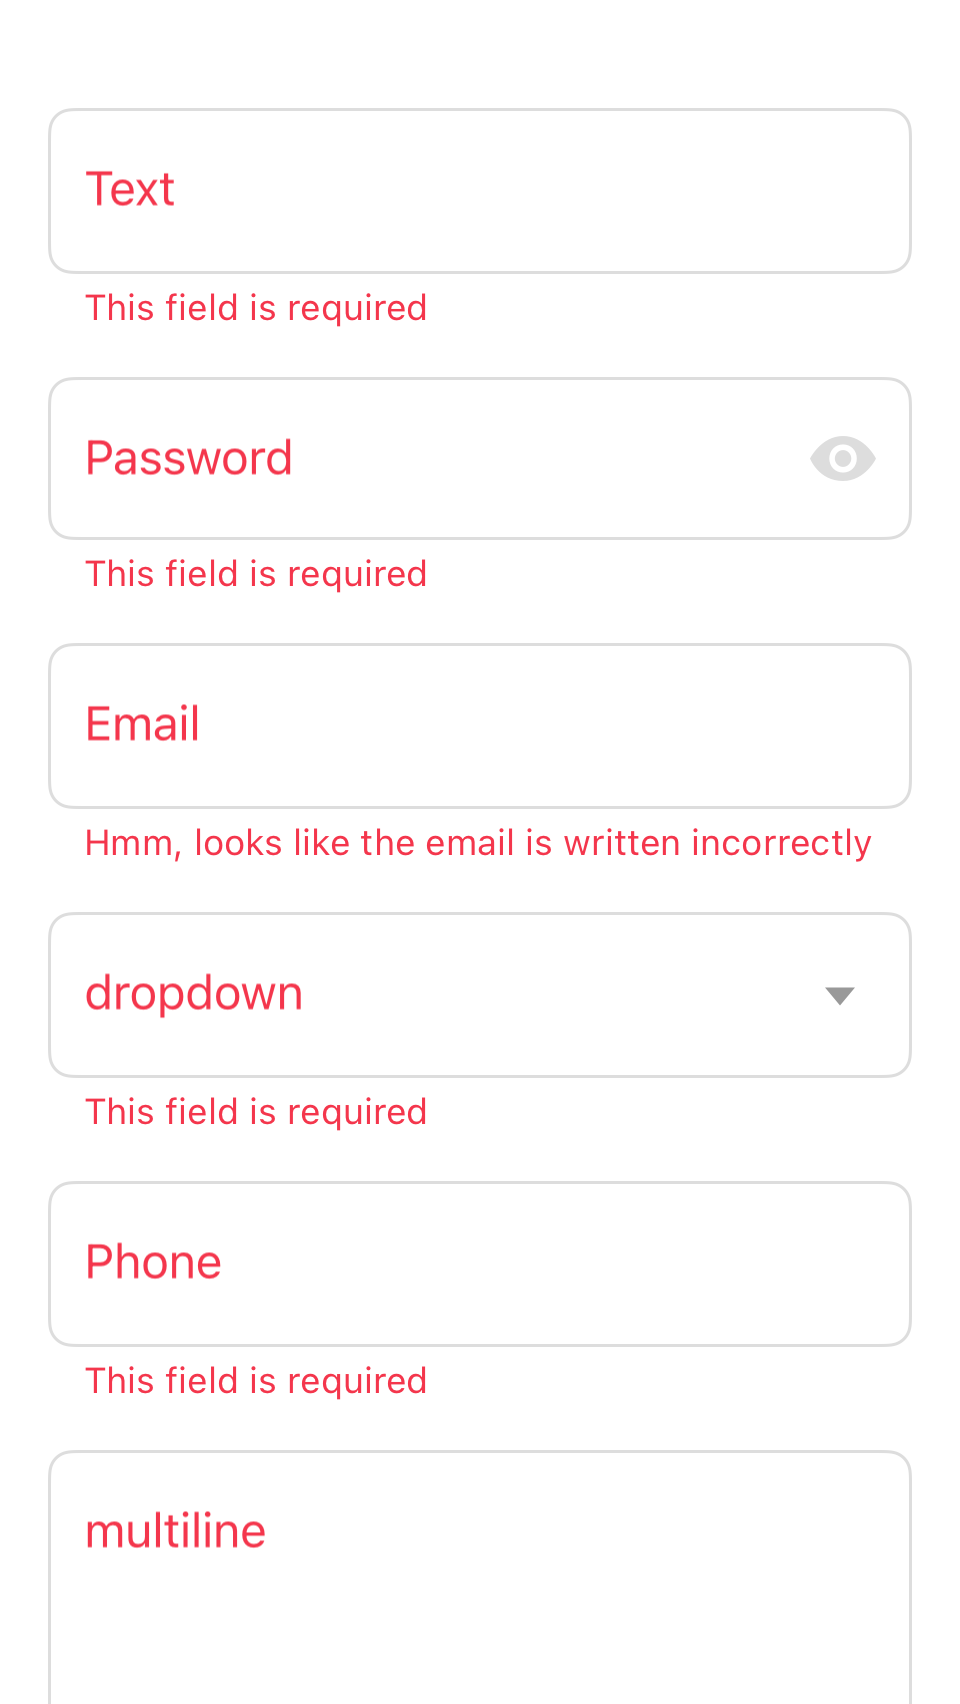 Text
This field is required
Password
This field is required
Email
Hmm, looks like the email is written incorrectly
dropdown
This field is required
Phone
This field is required
multiline